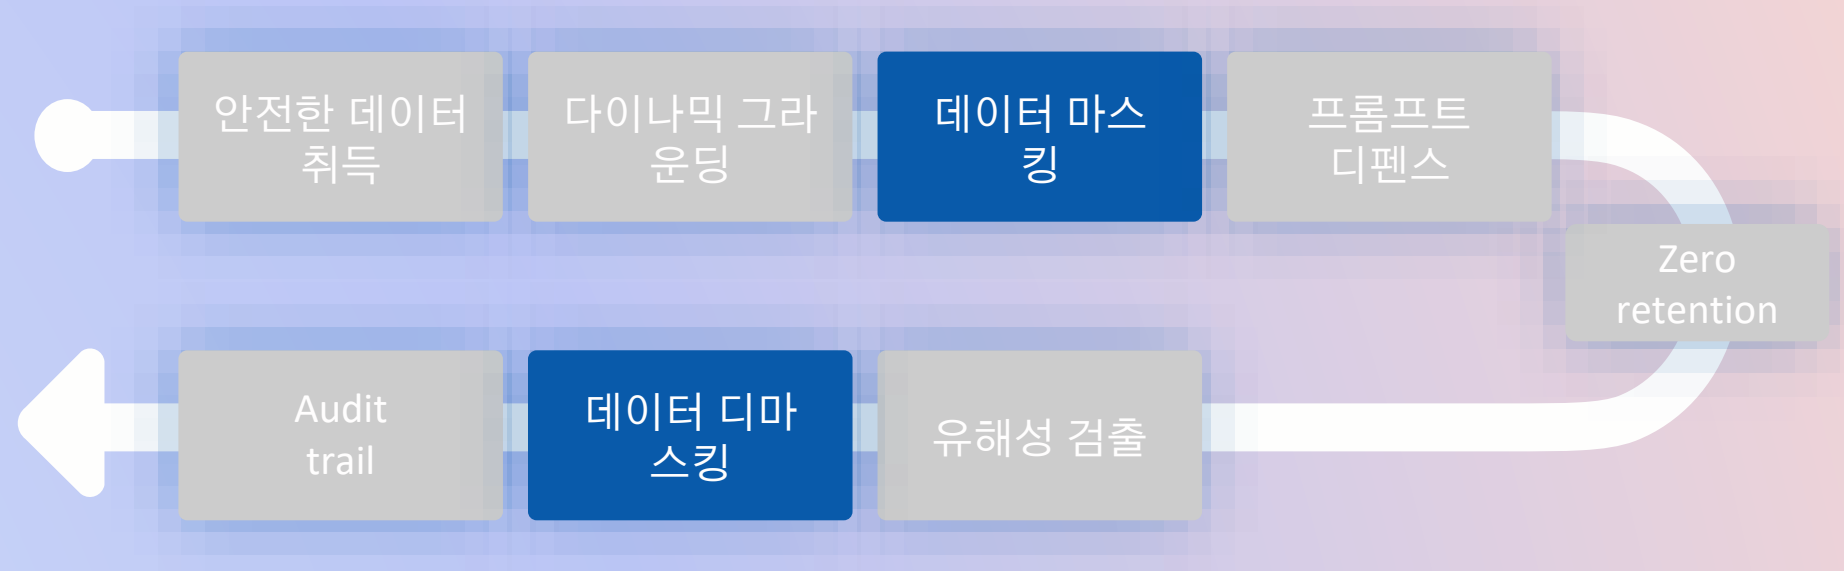 안전한 데이터
취득
다이나믹 그라
운딩
데이터 마스
킹
프롬프트
디펜스
Zero
retention
Audit
trail
데이터 디마
스킹
유해성 검출